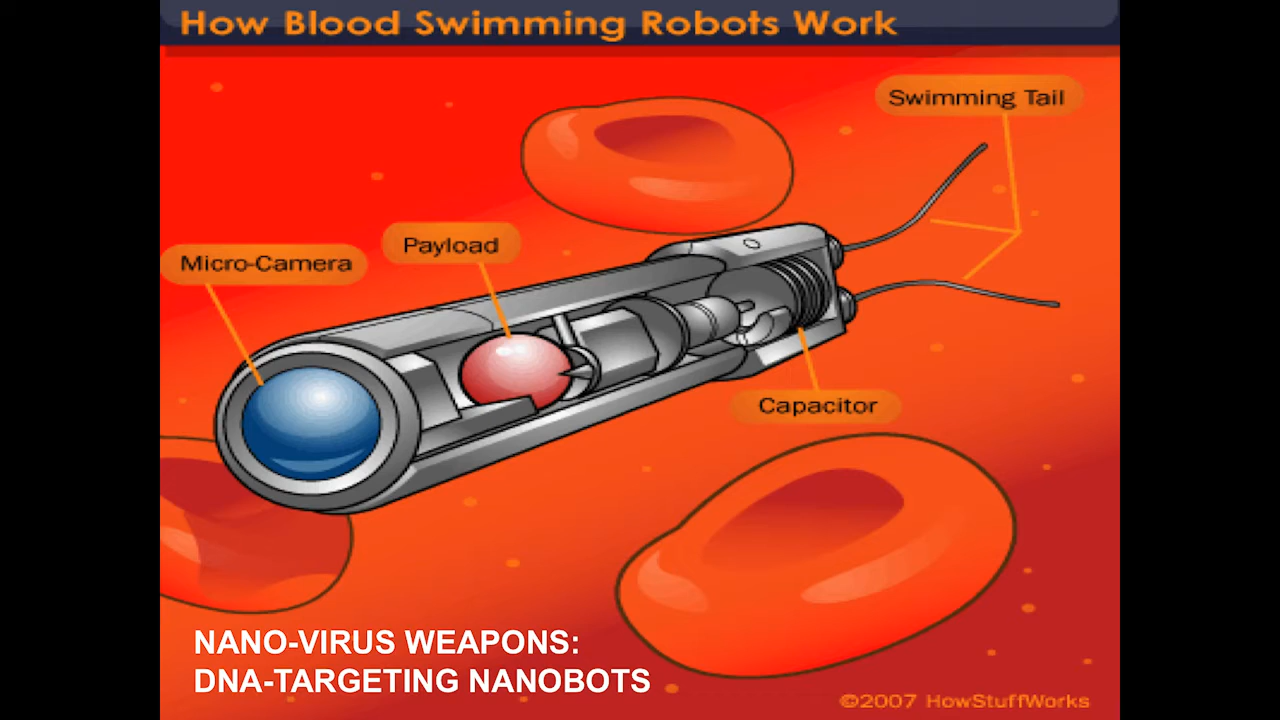 How Blood Swimming Robots Work
Swimming Tail
Payload
Micro-Camera
Capacitor
NANO-VIRUS WEAPONS:
DNA-TARGETING NANOBOTS
©2007 HowStuffWorks